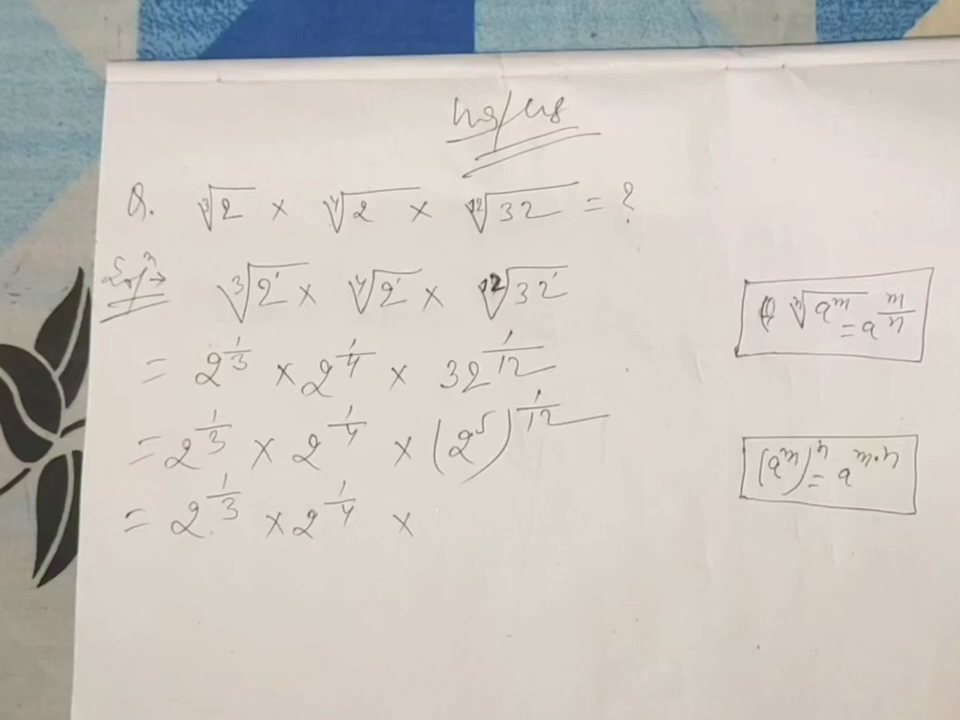 Q. ∛2 × ∜2 × ¹²√32 = ?
Solⁿ→ ∛2¹ × ∜2¹ × ¹²√32¹
= 2^(1/3) × 2^(1/4) × 32^(1/12)
= 2^(1/3) × 2^(1/4) × (2⁵)^(1/12)
= 2^(1/3) × 2^(1/4) ×
ⁿ√aᵐ = a^(m/n)
(aᵐ)ⁿ = a^(m·n)